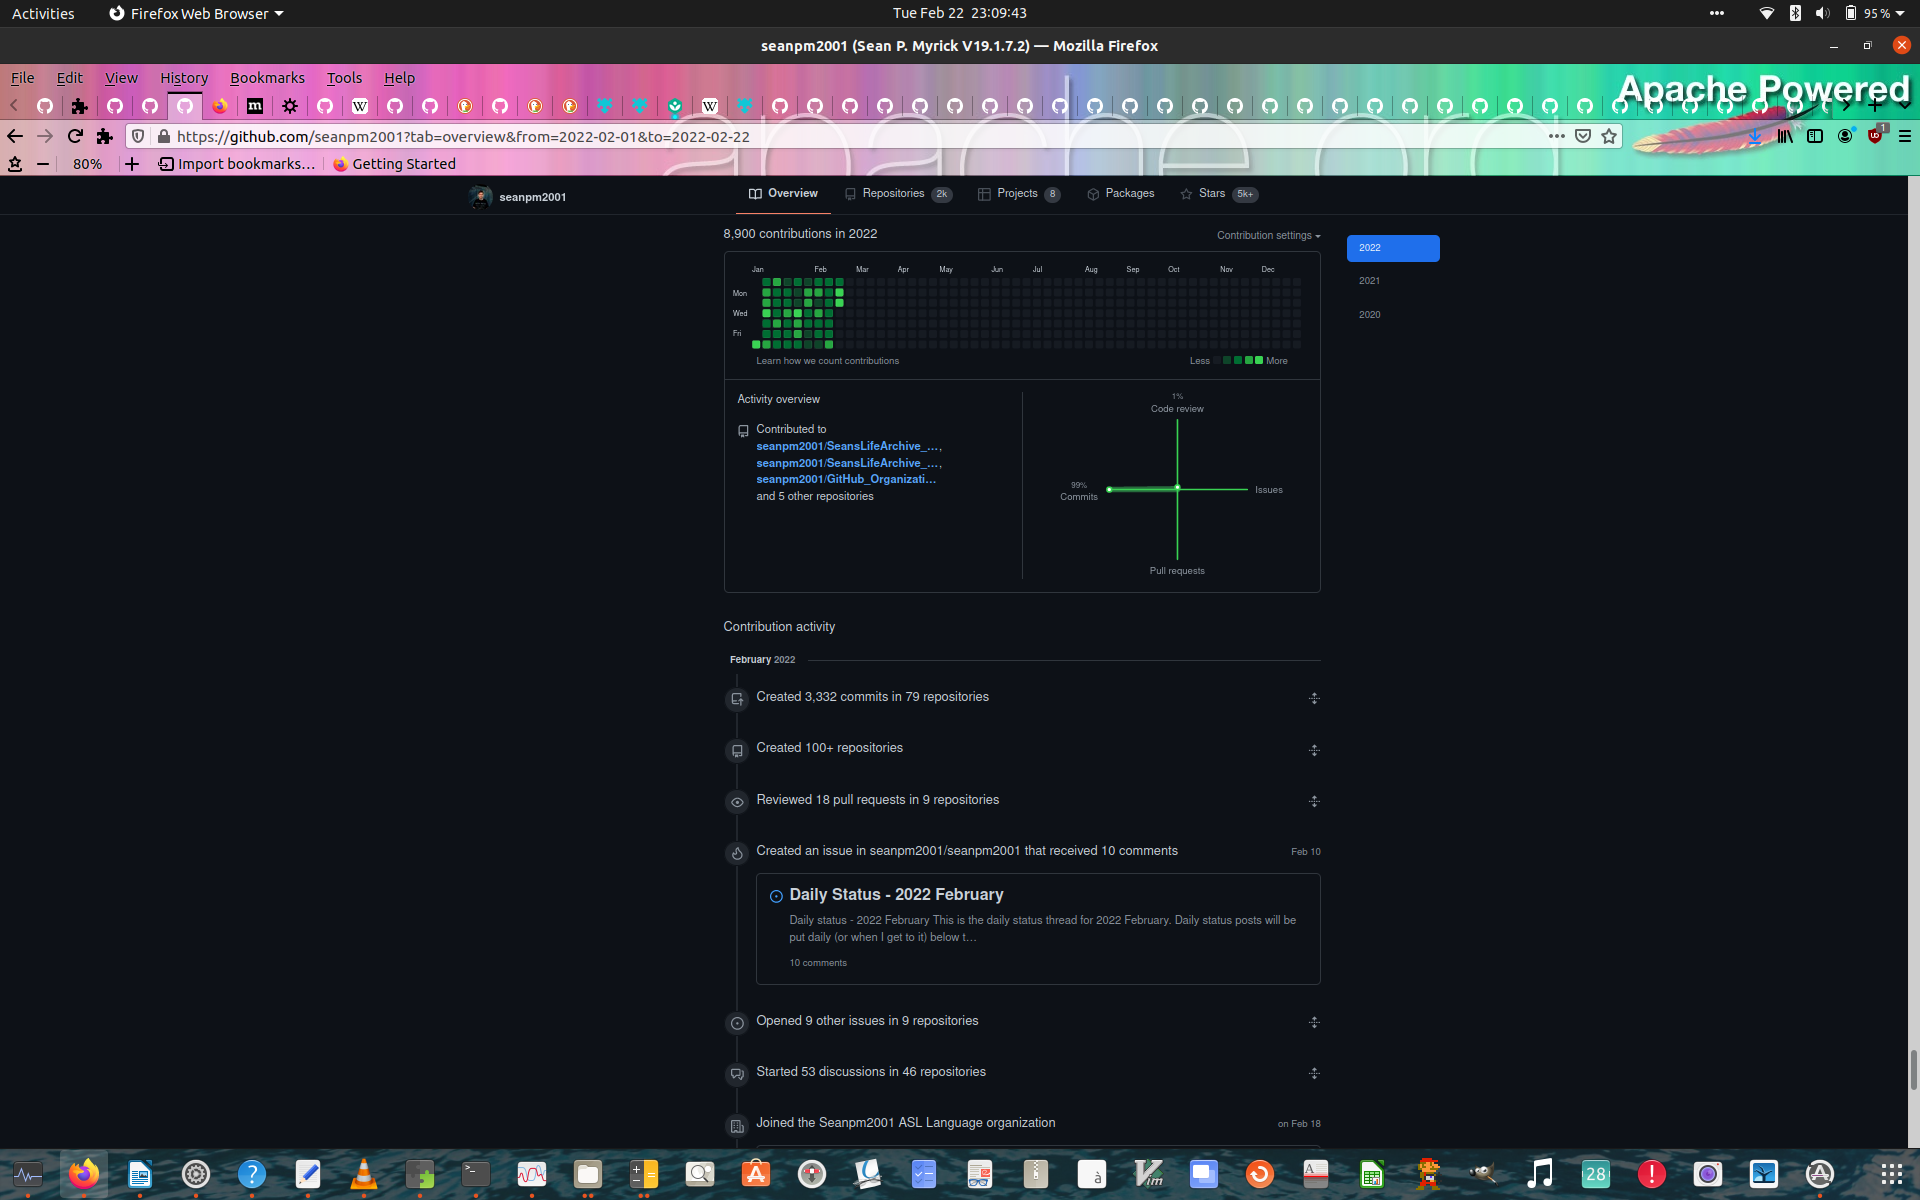 Activities
Firefox Web Browser
Tue Feb 22 23:09:43
95%
seanpm2001 (Sean P. Myrick V19.1.7.2) — Mozilla Firefox
File Edit View History Bookmarks Tools Help
Apache Powered
https://github.com/seanpm2001?tab=overview&from=2022-02-01&to=2022-02-22
80%
Import bookmarks...
Getting Started
seanpm2001
Overview
Repositories 2k
Projects 8
Packages
Stars 5k+
8,900 contributions in 2022
Contribution settings
2022
2021
2020
Jan Feb Mar Apr May Jun Jul Aug Sep Oct Nov Dec
Mon
Wed
Fri
Learn how we count contributions
Less More
Activity overview
Contributed to
seanpm2001/SeansLifeArchive_...,
seanpm2001/SeansLifeArchive_...,
seanpm2001/GitHub_Organizati...
and 5 other repositories
1%
Code review
99%
Commits
Issues
Pull requests
Contribution activity
February 2022
Created 3,332 commits in 79 repositories
Created 100+ repositories
Reviewed 18 pull requests in 9 repositories
Created an issue in seanpm2001/seanpm2001 that received 10 comments
Feb 10
Daily Status - 2022 February
Daily status - 2022 February This is the daily status thread for 2022 February. Daily status posts will be
put daily (or when I get to it) below t...
10 comments
Opened 9 other issues in 9 repositories
Started 53 discussions in 46 repositories
Joined the Seanpm2001 ASL Language organization
on Feb 18
28